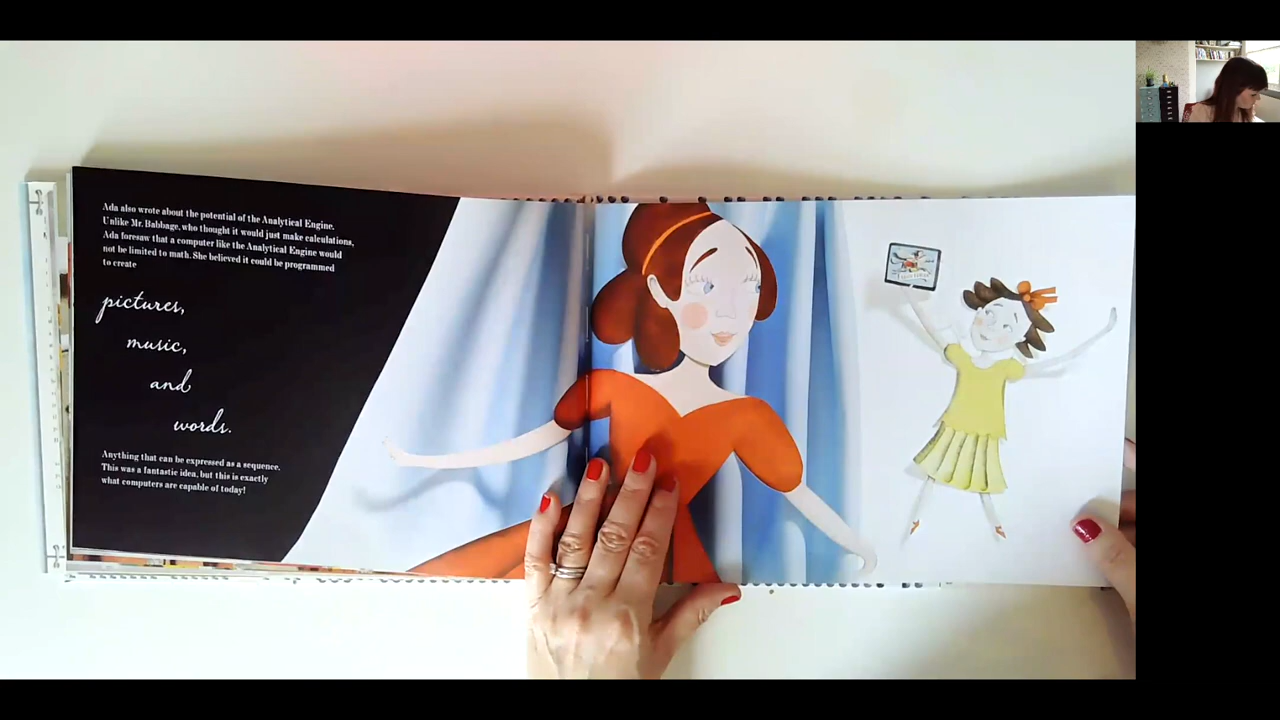 Ada also wrote about the potential of the Analytical Engine.
Unlike Mr. Babbage, who thought it would just make calculations,
Ada foresaw that a computer like the Analytical Engine would
not be limited to math. She believed it could be programmed
to create
pictures,
music,
and
words.
Anything that can be expressed as a sequence.
This was a fantastic idea, but this is exactly
what computers are capable of today!